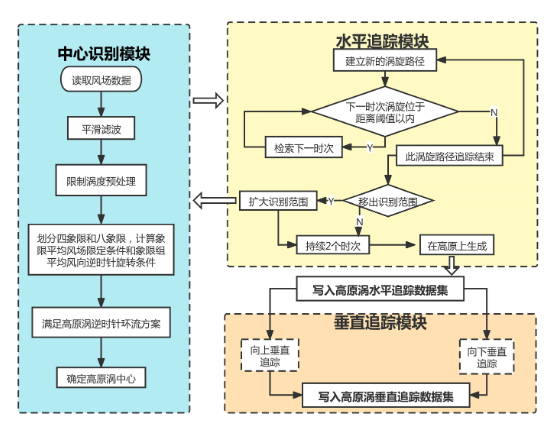 中心识别模块
读取风场数据
平滑滤波
限制涡度预处理
划分四象限和八象限，计算象
限平均风场限定条件和象限组
平均风向逆时针旋转条件
满足高原涡逆时针环流方案
确定高原涡中心
水平追踪模块
建立新的涡旋路径
下一时次涡旋位于
距离阈值以内
N
Y
检索下一时次
此涡旋路径追踪结束
移出识别范围
Y
扩大识别范围
N
持续2个时次
在高原上生成
写入高原涡水平追踪数据集
垂直追踪模块
向上垂直
追踪
向下垂直
追踪
写入高原涡垂直追踪数据集